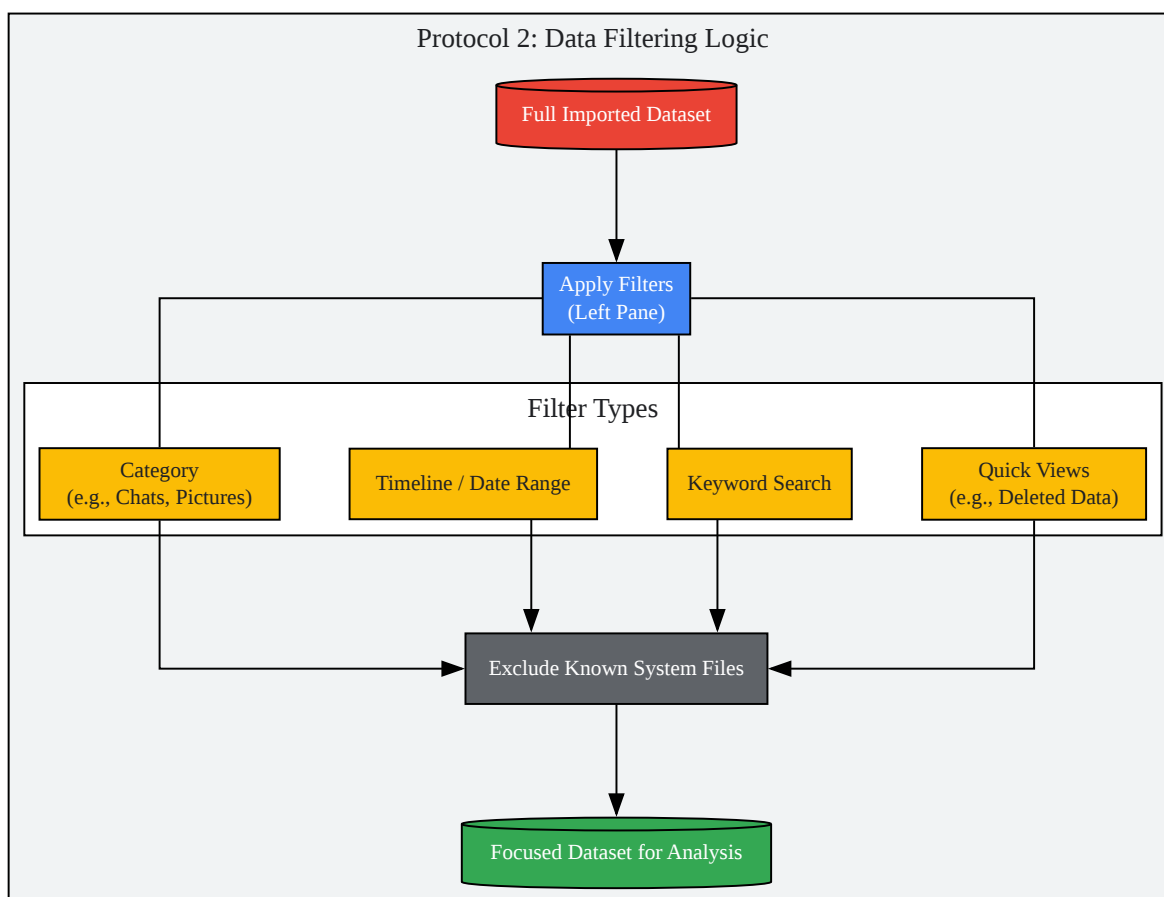 Protocol 2: Data Filtering Logic
Full Imported Dataset
Apply Filters
(Left Pane)
Filter Types
Category
(e.g., Chats, Pictures)
Timeline / Date Range
Keyword Search
Quick Views
(e.g., Deleted Data)
Exclude Known System Files
Focused Dataset for Analysis